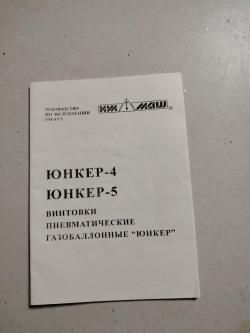 РУКОВОДСТВО
ПО ЭКСПЛУАТАЦИИ
ИЖМАШ®
ЮНКЕР-4
ЮНКЕР-5
ВИНТОВКИ
ПНЕВМАТИЧЕСКИЕ
ГАЗОБАЛЛОННЫЕ "ЮНКЕР"